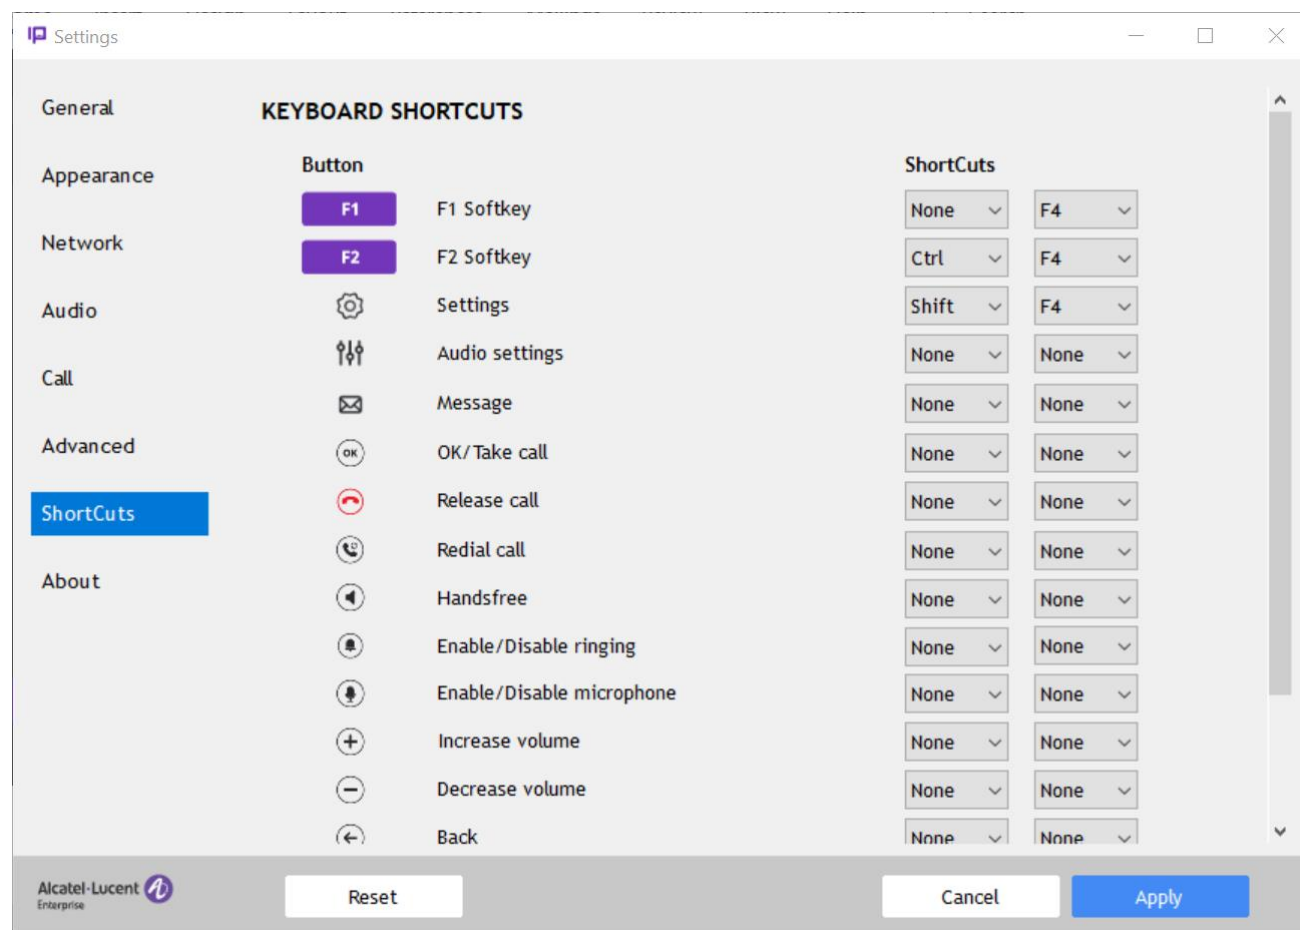 Settings
General
KEYBOARD SHORTCUTS
Button ShortCuts
Appearance
F1 F1 Softkey None F4
Network
F2 F2 Softkey Ctrl F4
Settings Shift F4
Audio
Audio settings None None
Call
Message None None
Advanced
OK OK/Take call None None
ShortCuts
Release call None None
Redial call None None
About
Handsfree None None
Enable/Disable ringing None None
Enable/Disable microphone None None
Increase volume None None
Decrease volume None None
Back None None
Alcatel·Lucent
Enterprise
Reset Cancel Apply